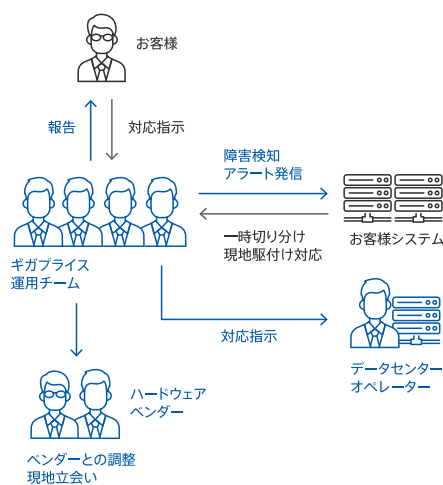 お客様
報告
対応指示
障害検知
アラート発信
一時切り分け
現地駆付け対応
お客様システム
ギガプライズ
運用チーム
対応指示
データセンター
オペレーター
ハードウェア
ベンダー
ベンダーとの調整
現地立会い